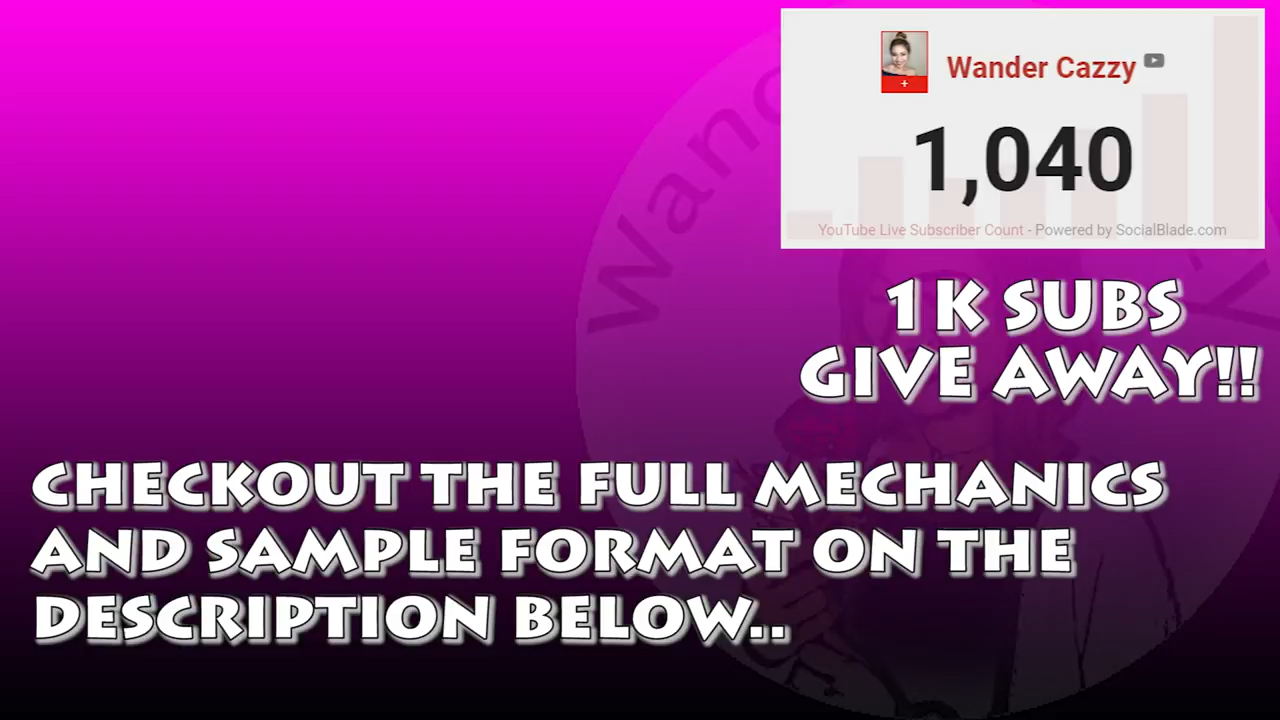 Wander Cazzy
1,040
YouTube Live Subscriber Count - Powered by SocialBlade.com
1K SUBS
GIVE AWAY!!
CHECKOUT THE FULL MECHANICS
AND SAMPLE FORMAT ON THE
DESCRIPTION BELOW..